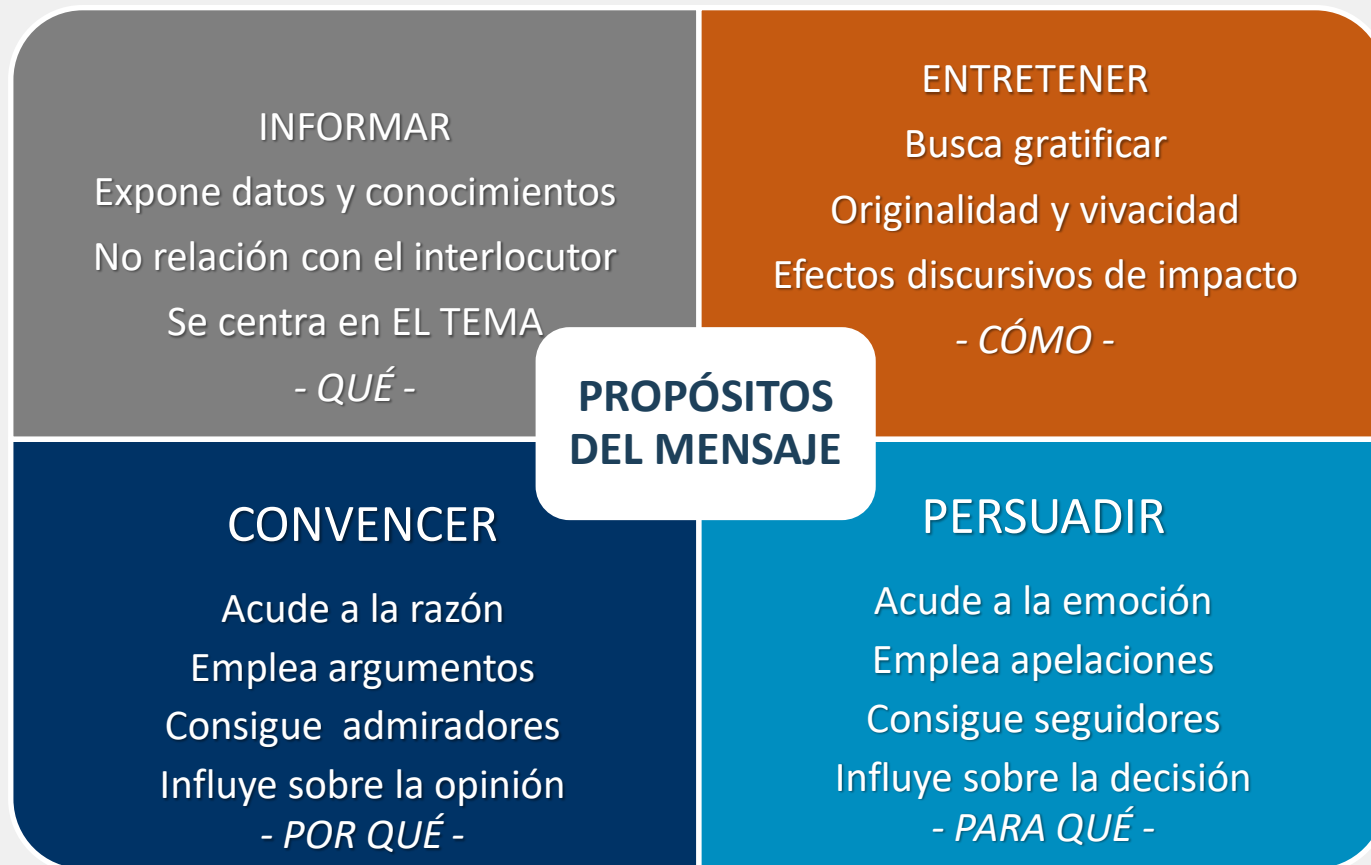 INFORMAR
Expone datos y conocimientos
No relación con el interlocutor
Se centra en EL TEMA
- QUÉ -
ENTRETENER
Busca gratificar
Originalidad y vivacidad
Efectos discursivos de impacto
- CÓMO -
PROPÓSITOS
DEL MENSAJE
CONVENCER
Acude a la razón
Emplea argumentos
Consigue  admiradores
Influye sobre la opinión
- POR QUÉ -
PERSUADIR
Acude a la emoción
Emplea apelaciones
Consigue seguidores
Influye sobre la decisión
- PARA QUÉ -